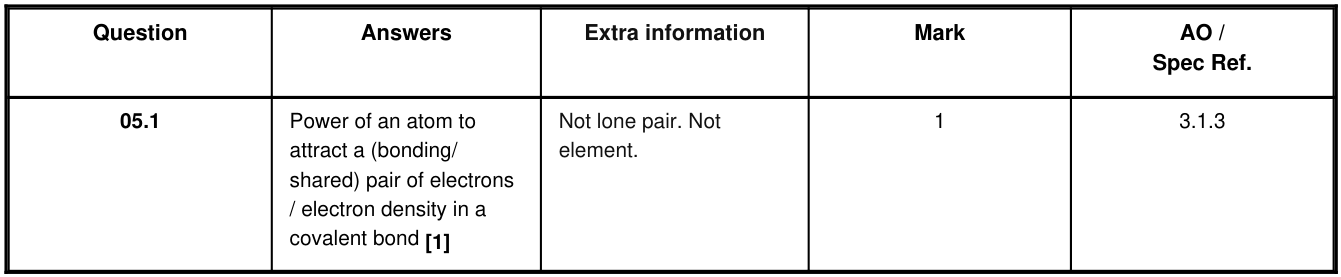 Question Answers Extra information Mark AO /
Spec Ref.
05.1 Power of an atom to Not lone pair. Not 1 3.1.3
attract a (bonding/ element.
shared) pair of electrons
/ electron density in a
covalent bond [1]